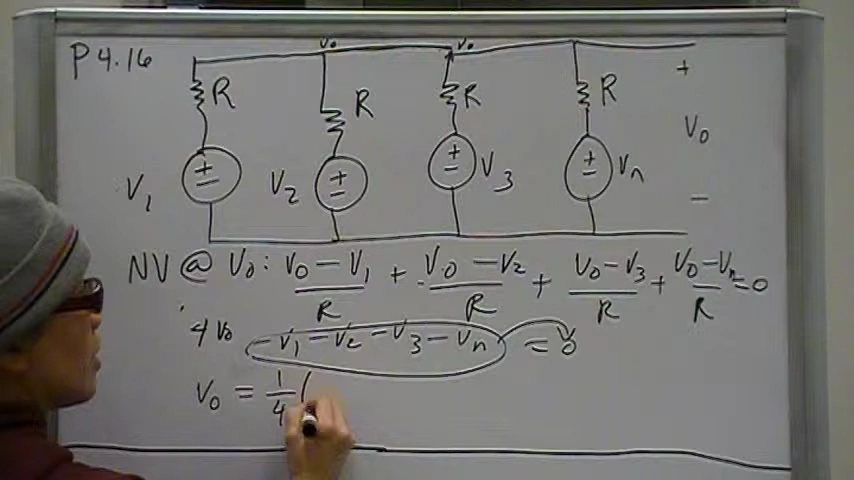 P 4.16
V₀ V₀
R R R R
+
V₁ + − V₂ + − + − V₃ + − Vₙ V₀
−
NV @ V₀: V₀ − V₁ / R + V₀ − V₂ / R + V₀ − V₃ / R + V₀ − Vₙ / R = 0
4V₀ − V₁ − V₂ − V₃ − Vₙ = 0
V₀ = 1/4 (